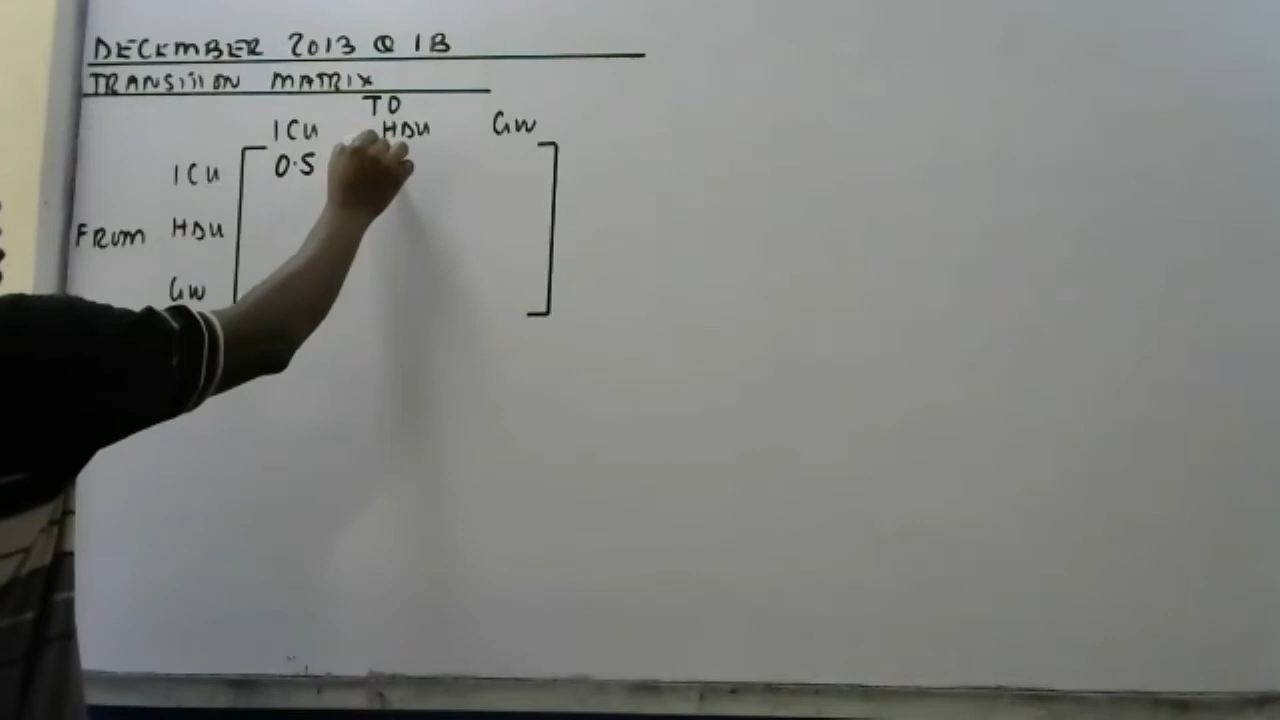 DECEMBER 2013 Q 1B
TRANSITION MATRIX
TO
ICU HDU GW
ICU 0.5
FROM HDU
GW